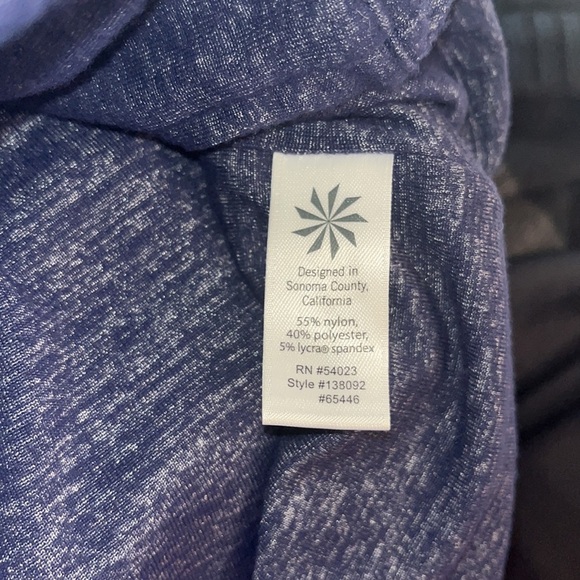 Designed in
Sonoma County,
California
55% nylon,
40% polyester,
5% lycra® spandex
RN #54023
Style #138092
#65446